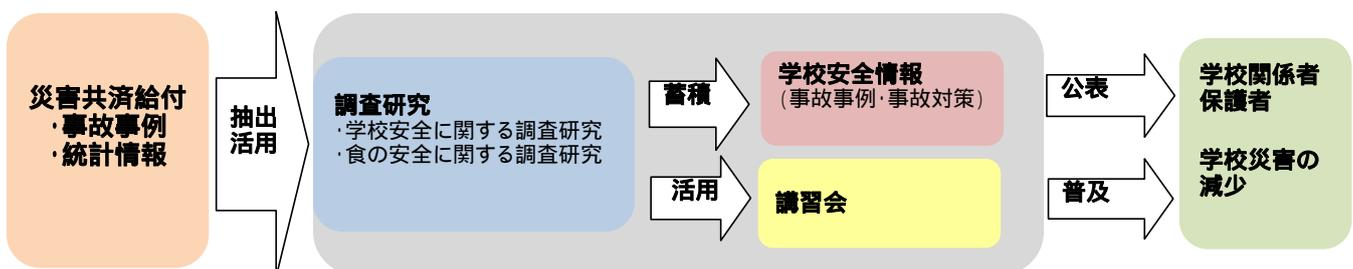 災害共済給付
・事故事例
・統計情報
抽出
活用
調査研究
・学校安全に関する調査研究
・食の安全に関する調査研究
蓄積
活用
学校安全情報
(事故事例・事故対策)
講習会
公表
普及
学校関係者
保護者
学校災害の
減少